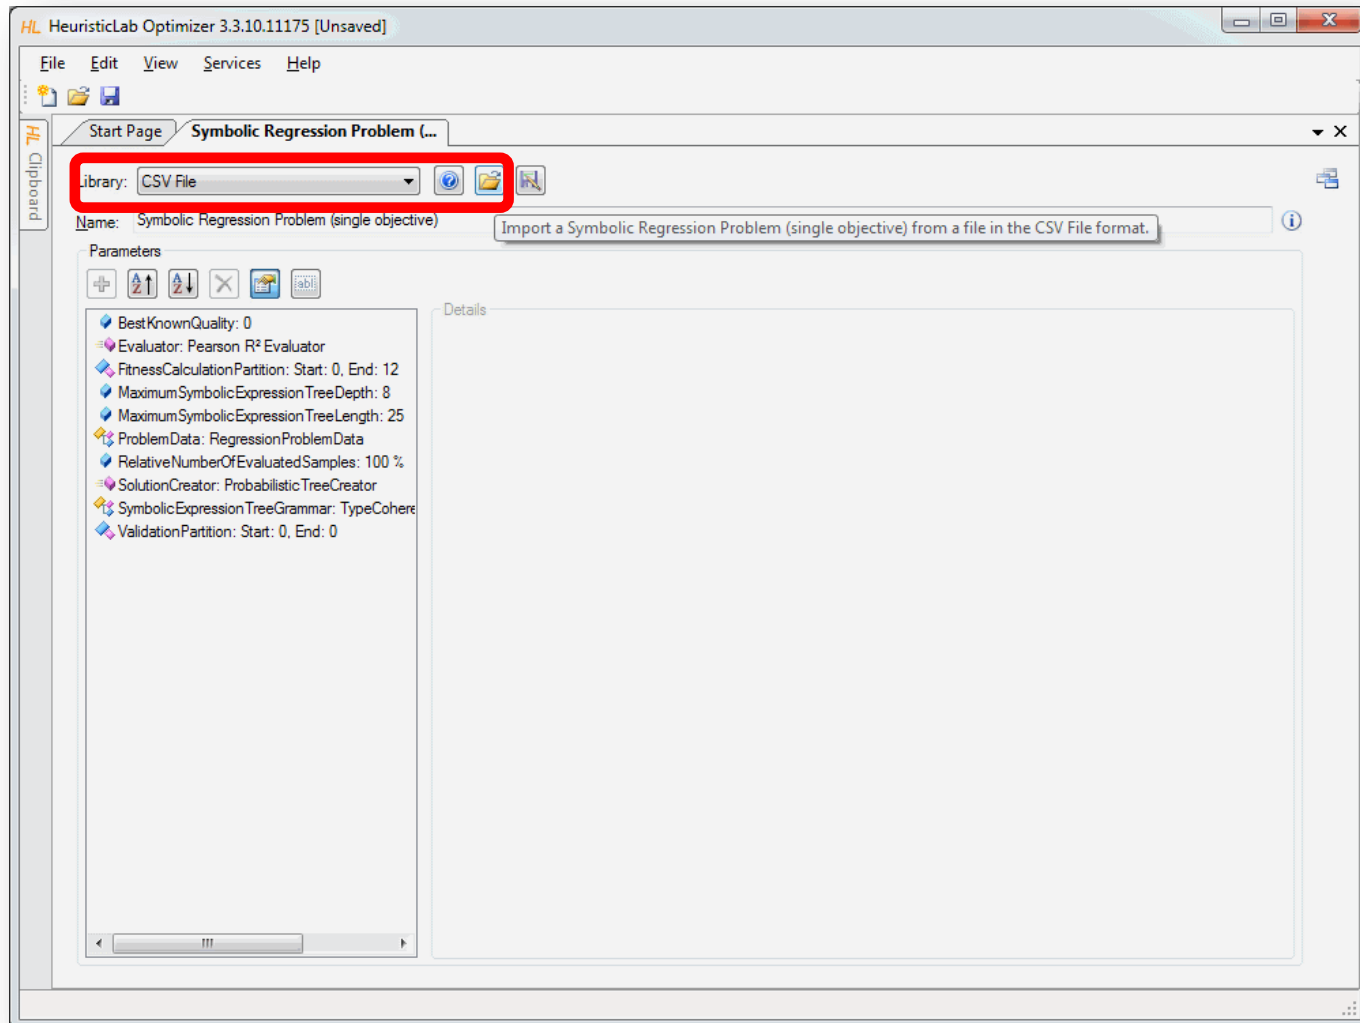 HL HeuristicLab Optimizer 3.3.10.11175 [Unsaved]
File Edit View Services Help
HL Clipboard
Start Page Symbolic Regression Problem (...
Library: CSV File
Name: Symbolic Regression Problem (single objective)
Import a Symbolic Regression Problem (single objective) from a file in the CSV File format.
Parameters
Details
BestKnownQuality: 0
Evaluator: Pearson R² Evaluator
FitnessCalculationPartition: Start: 0, End: 12
MaximumSymbolicExpressionTreeDepth: 8
MaximumSymbolicExpressionTreeLength: 25
ProblemData: RegressionProblemData
RelativeNumberOfEvaluatedSamples: 100 %
SolutionCreator: ProbabilisticTreeCreator
SymbolicExpressionTreeGrammar: TypeCohere
ValidationPartition: Start: 0, End: 0